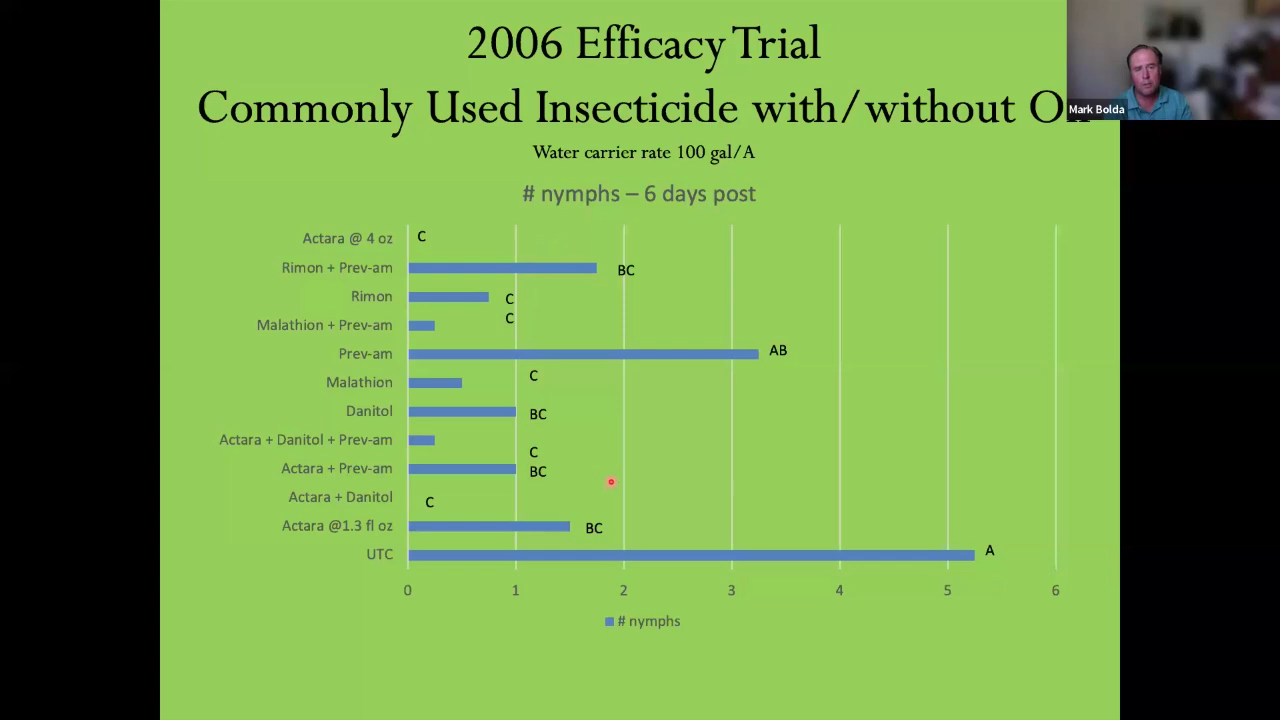 2006 Efficacy Trial
Commonly Used Insecticide with/without
Mark Bolda
Water carrier rate 100 gal/A
# nymphs – 6 days post
Actara @ 4 oz C
Rimon + Prev-am BC
Rimon C
Malathion + Prev-am C
Prev-am AB
Malathion C
Danitol BC
Actara + Danitol + Prev-am C
Actara + Prev-am BC
Actara + Danitol C
Actara @1.3 fl oz BC
UTC A
0 1 2 3 4 5 6
# nymphs